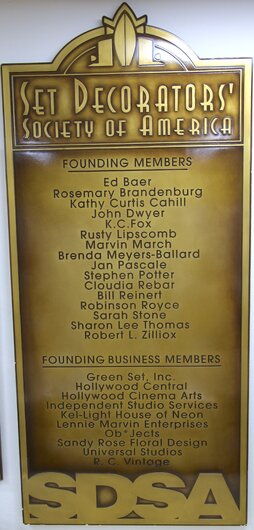 Set Decorators'
Society of America
FOUNDING MEMBERS
Ed Baer
Rosemary Brandenburg
Kathy Curtis Cahill
John Dwyer
K.C.Fox
Rusty Lipscomb
Marvin March
Brenda Meyers-Ballard
Jan Pascale
Stephen Potter
Cloudia Rebar
Bill Reinert
Robinson Royce
Sarah Stone
Sharon Lee Thomas
Robert L. Zilliox
FOUNDING BUSINESS MEMBERS
Green Set, Inc.
Hollywood Central
Hollywood Cinema Arts
Independent Studio Services
Kel-Light House of Neon
Lennie Marvin Enterprises
Ob*Jects
Sandy Rose Floral Design
Universal Studios
R. C. Vintage
SDSA